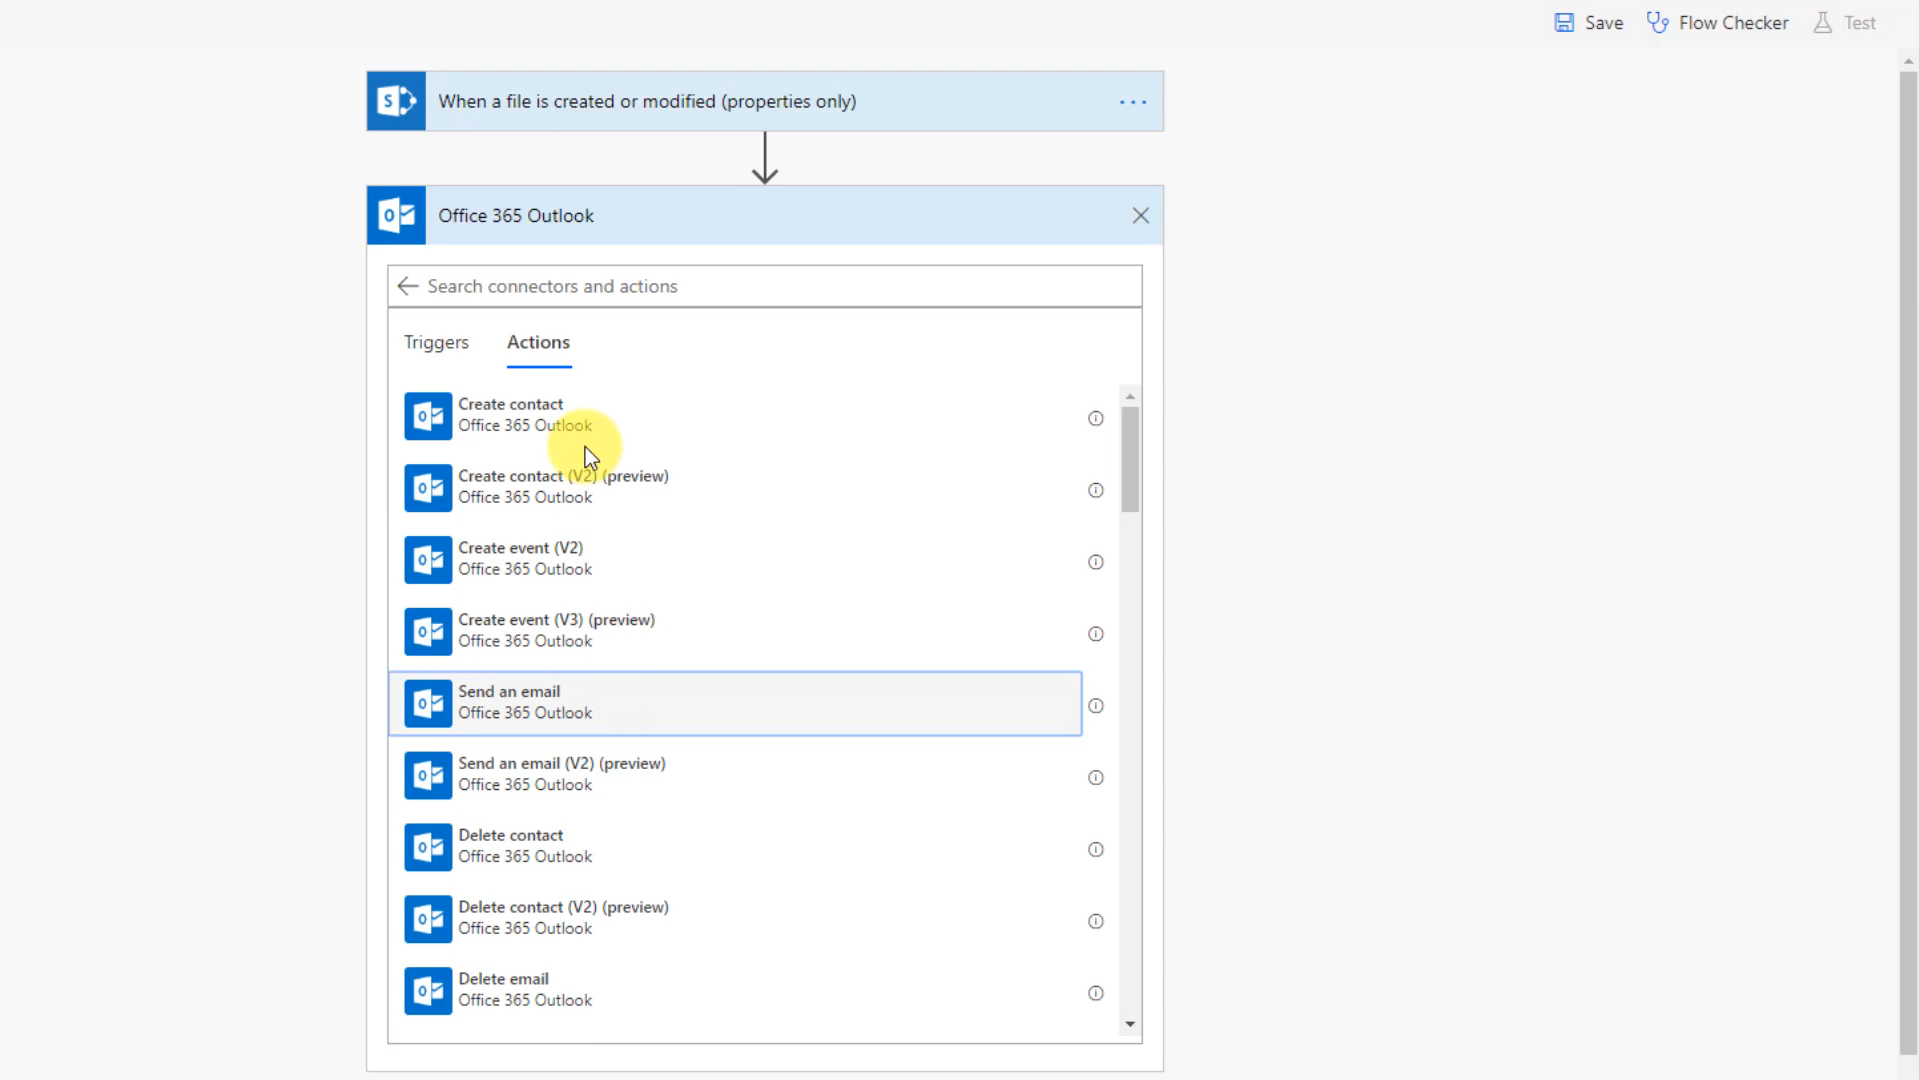 Save Flow Checker Test
When a file is created or modified (properties only)
Office 365 Outlook
Search connectors and actions
Triggers Actions
Create contact
Office 365 Outlook
Create contact (V2) (preview)
Office 365 Outlook
Create event (V2)
Office 365 Outlook
Create event (V3) (preview)
Office 365 Outlook
Send an email
Office 365 Outlook
Send an email (V2) (preview)
Office 365 Outlook
Delete contact
Office 365 Outlook
Delete contact (V2) (preview)
Office 365 Outlook
Delete email
Office 365 Outlook